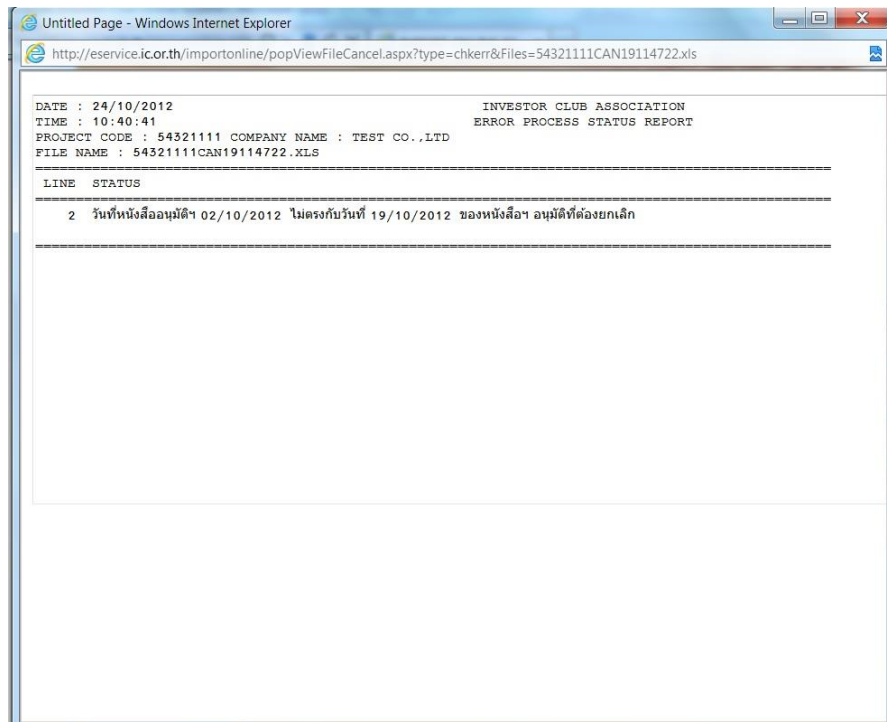 Untitled Page - Windows Internet Explorer
http://eservice.ic.or.th/importonline/popViewFileCancel.aspx?type=chkerr&Files=54321111CAN19114722.xls
DATE : 24/10/2012 INVESTOR CLUB ASSOCIATION
TIME : 10:40:41 ERROR PROCESS STATUS REPORT
PROJECT CODE : 54321111 COMPANY NAME : TEST CO.,LTD
FILE NAME : 54321111CAN19114722.XLS
LINE STATUS
2 วันที่หนังสืออนุมัติฯ 02/10/2012 ไม่ตรงกับวันที่ 19/10/2012 ของหนังสือฯ อนุมัติที่ต้องยกเลิก